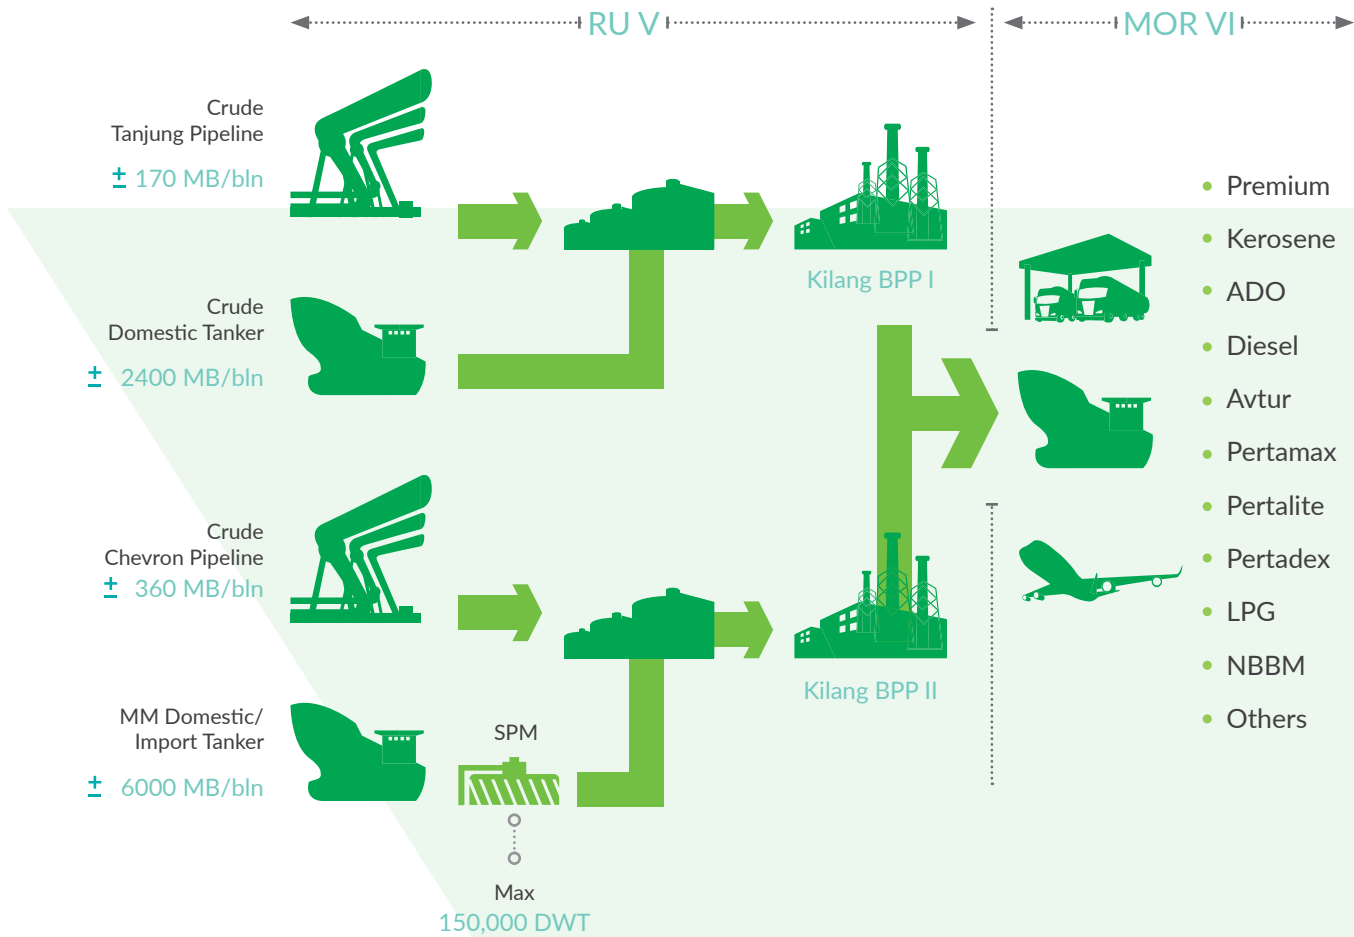 RU V
MOR VI
Crude
Tanjung Pipeline
± 170 MB/bln
Crude
Domestic Tanker
± 2400 MB/bln
Crude
Chevron Pipeline
± 360 MB/bln
MM Domestic/
Import Tanker
± 6000 MB/bln
SPM
Max
150,000 DWT
Kilang BPP I
Kilang BPP II
Premium
Kerosene
ADO
Diesel
Avtur
Pertamax
Pertalite
Pertadex
LPG
NBBM
Others